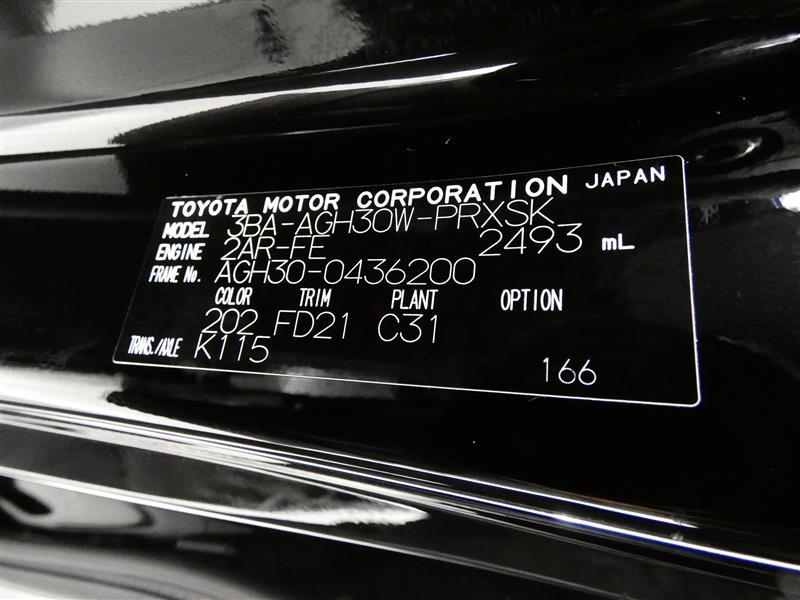 TOYOTA MOTOR CORPORATION JAPAN
MODEL 3BA-AGH30W-PRXSK
ENGINE 2AR-FE 2493 mL
FRAME No. AGH30-0436200
COLOR TRIM PLANT OPTION
202 FD21 C31
TRANS./AXLE K115
166